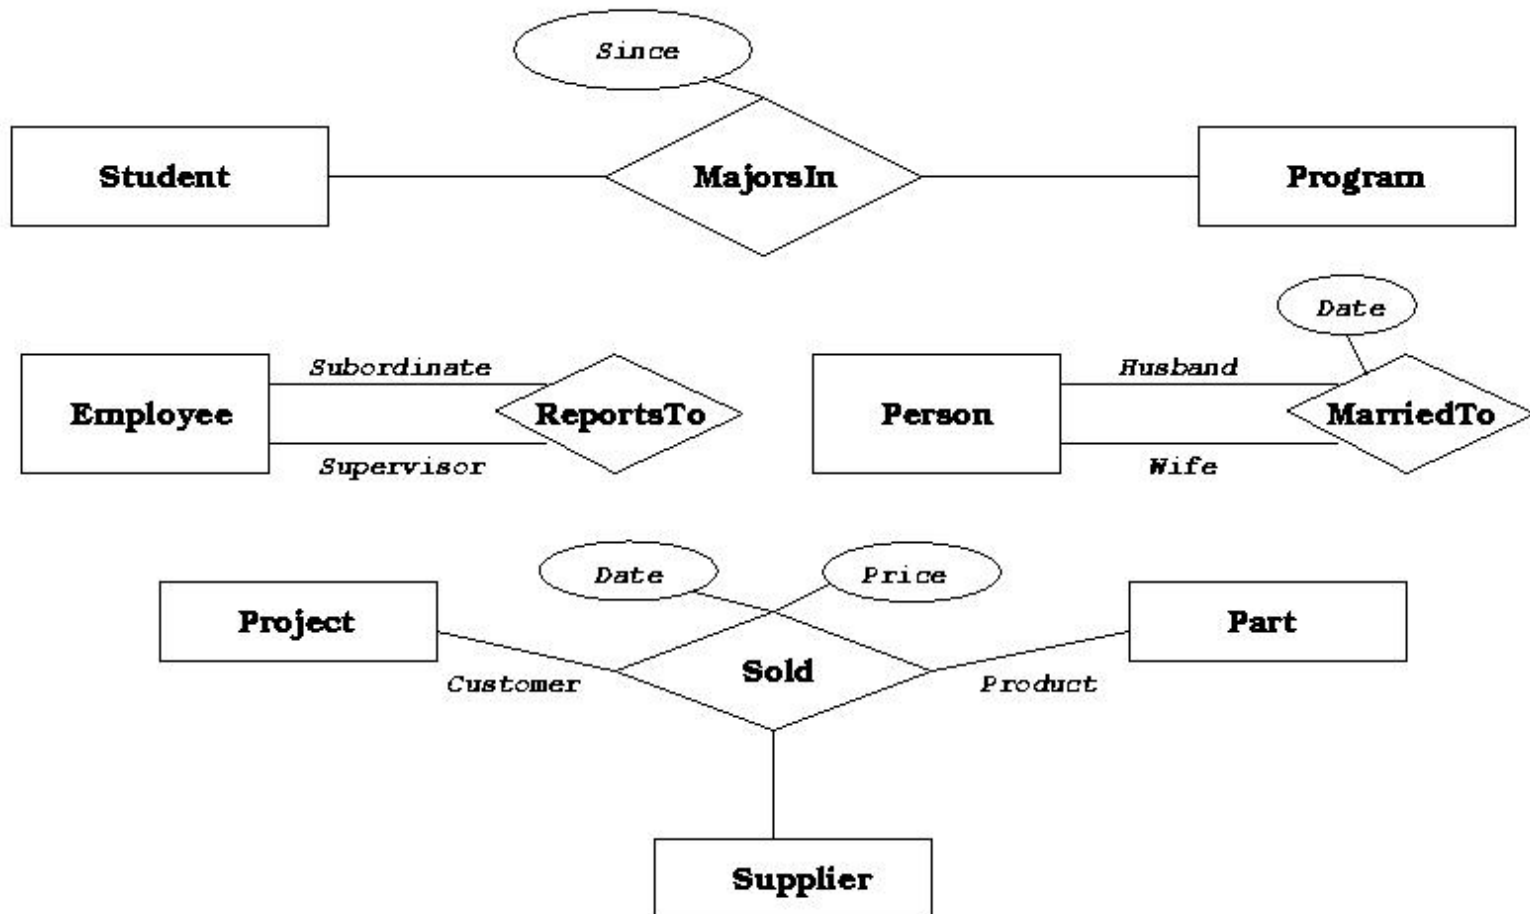 Since
Student
MajorsIn
Program
Date
Subordinate
Husband
Employee
ReportsTo
Person
MarriedTo
Supervisor
Wife
Date
Price
Project
Part
Sold
Customer
Product
Supplier